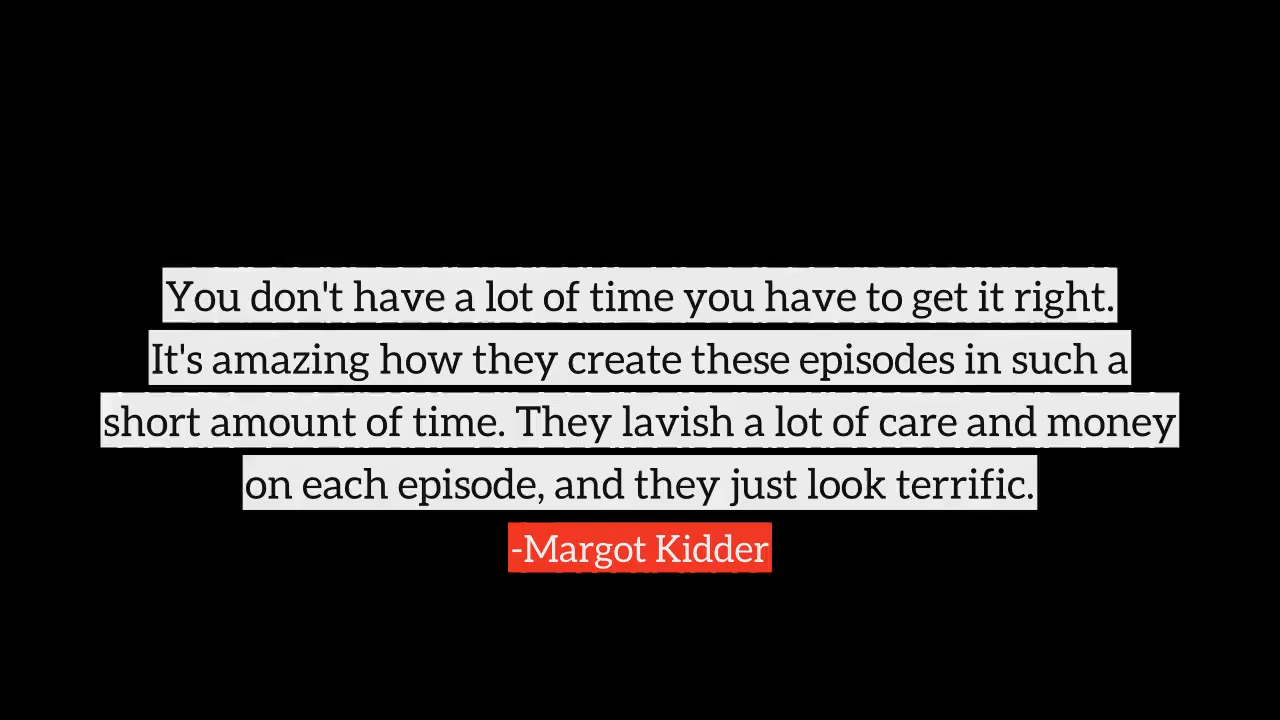 You don't have a lot of time you have to get it right.
It's amazing how they create these episodes in such a
short amount of time. They lavish a lot of care and money
on each episode, and they just look terrific.
-Margot Kidder